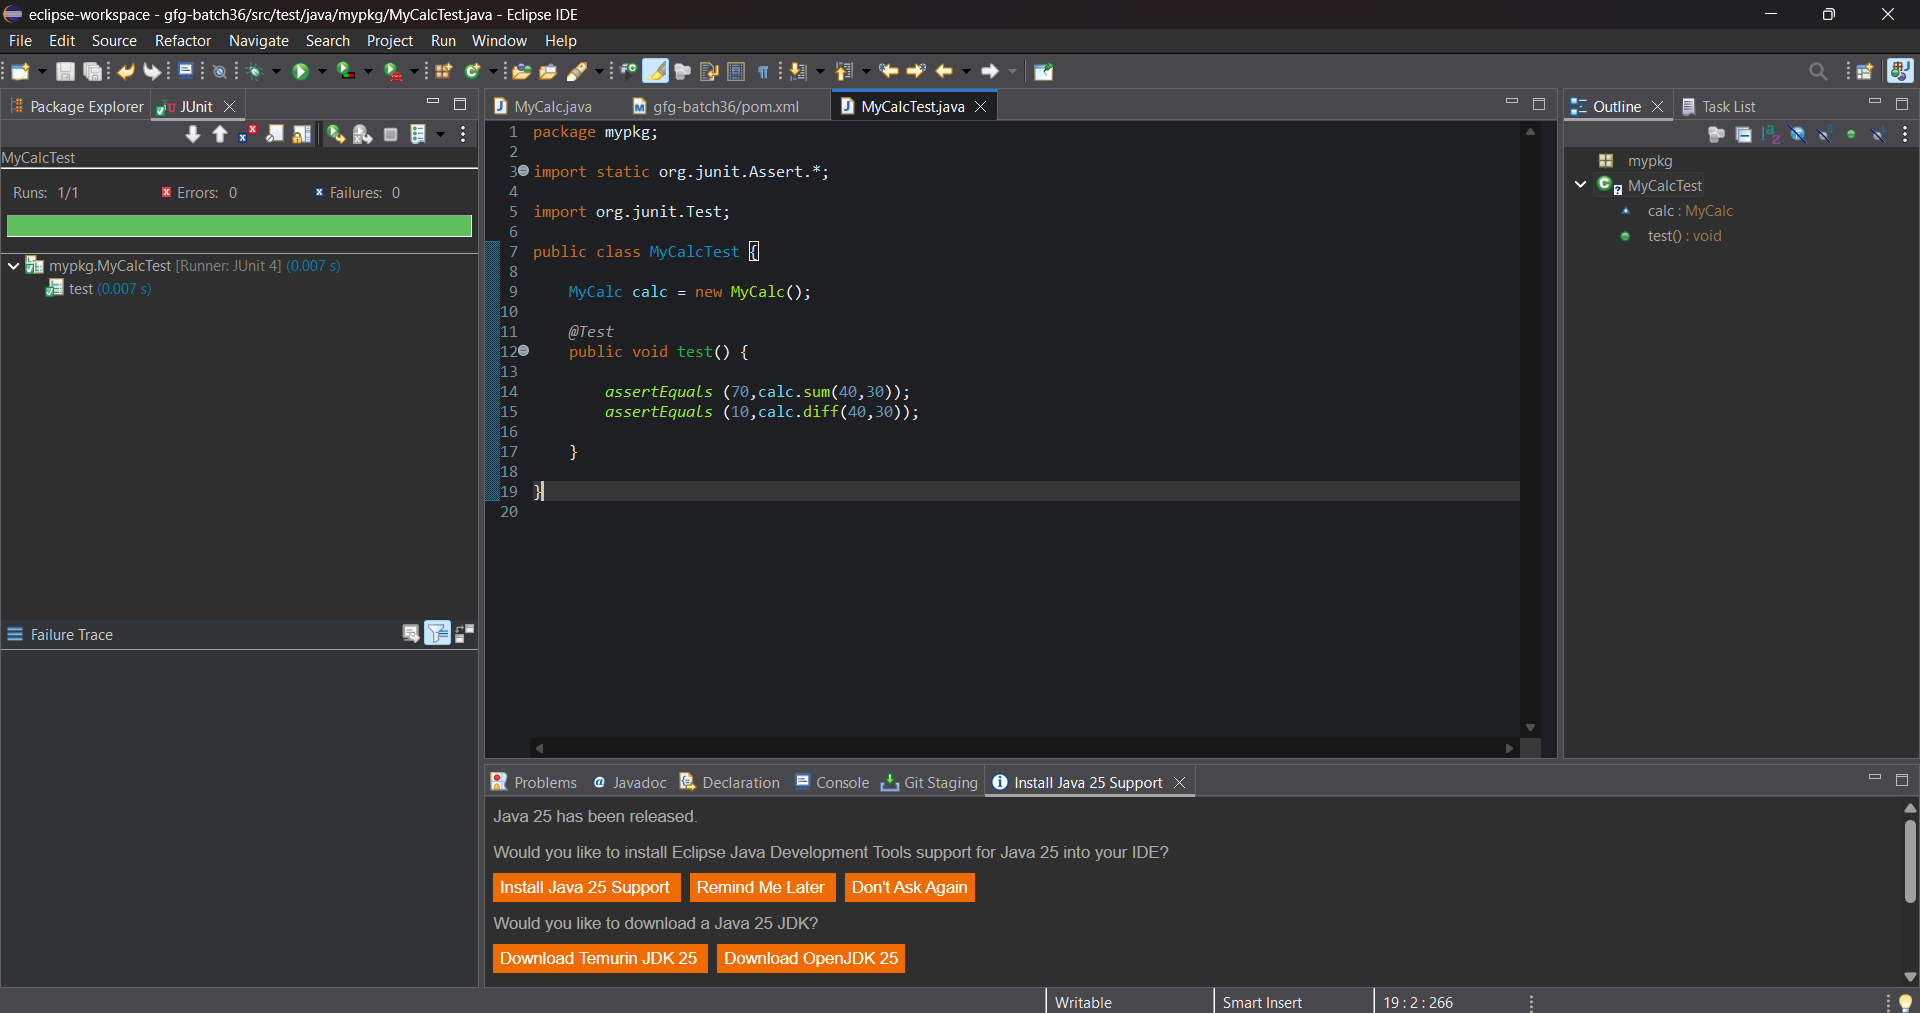 eclipse-workspace - gfg-batch36/src/test/java/mypkg/MyCalcTest.java - Eclipse IDE
File Edit Source Refactor Navigate Search Project Run Window Help
Package Explorer JUnit
MyCalcTest
Runs: 1/1 Errors: 0 Failures: 0
mypkg.MyCalcTest [Runner: JUnit 4] (0.007 s)
test (0.007 s)
Failure Trace
MyCalc.java gfg-batch36/pom.xml MyCalcTest.java
1 package mypkg;
2
3 import static org.junit.Assert.*;
4
5 import org.junit.Test;
6
7 public class MyCalcTest {
8
9 MyCalc calc = new MyCalc();
10
11 @Test
12 public void test() {
13
14 assertEquals (70,calc.sum(40,30));
15 assertEquals (10,calc.diff(40,30));
16
17 }
18
19 }
20
Outline Task List
mypkg
MyCalcTest
calc : MyCalc
test() : void
Problems Javadoc Declaration Console Git Staging Install Java 25 Support
Java 25 has been released.
Would you like to install Eclipse Java Development Tools support for Java 25 into your IDE?
Install Java 25 Support Remind Me Later Don't Ask Again
Would you like to download a Java 25 JDK?
Download Temurin JDK 25 Download OpenJDK 25
Writable Smart Insert 19 : 2 : 266